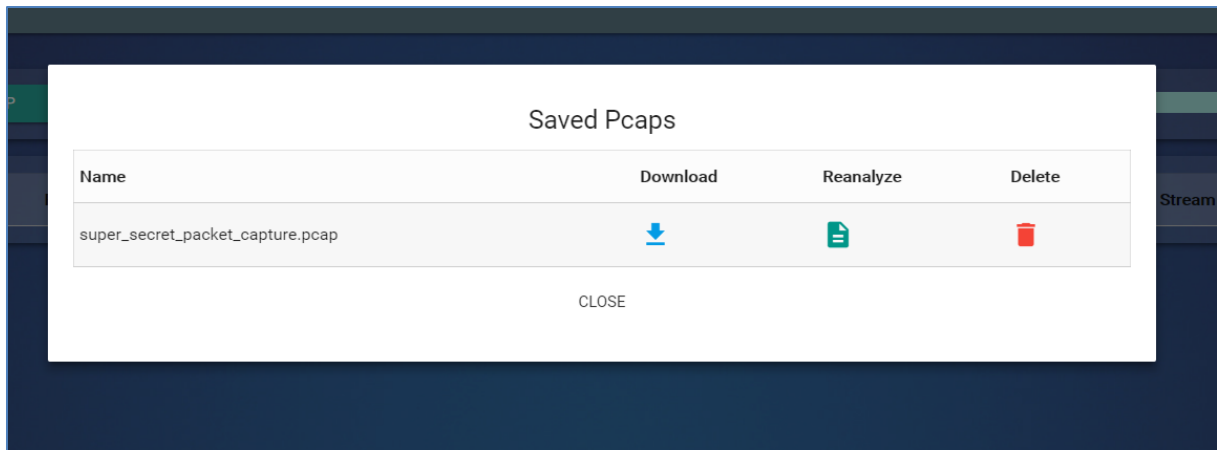 P
Saved Pcaps
Name Download Reanalyze Delete
Stream
super_secret_packet_capture.pcap
CLOSE